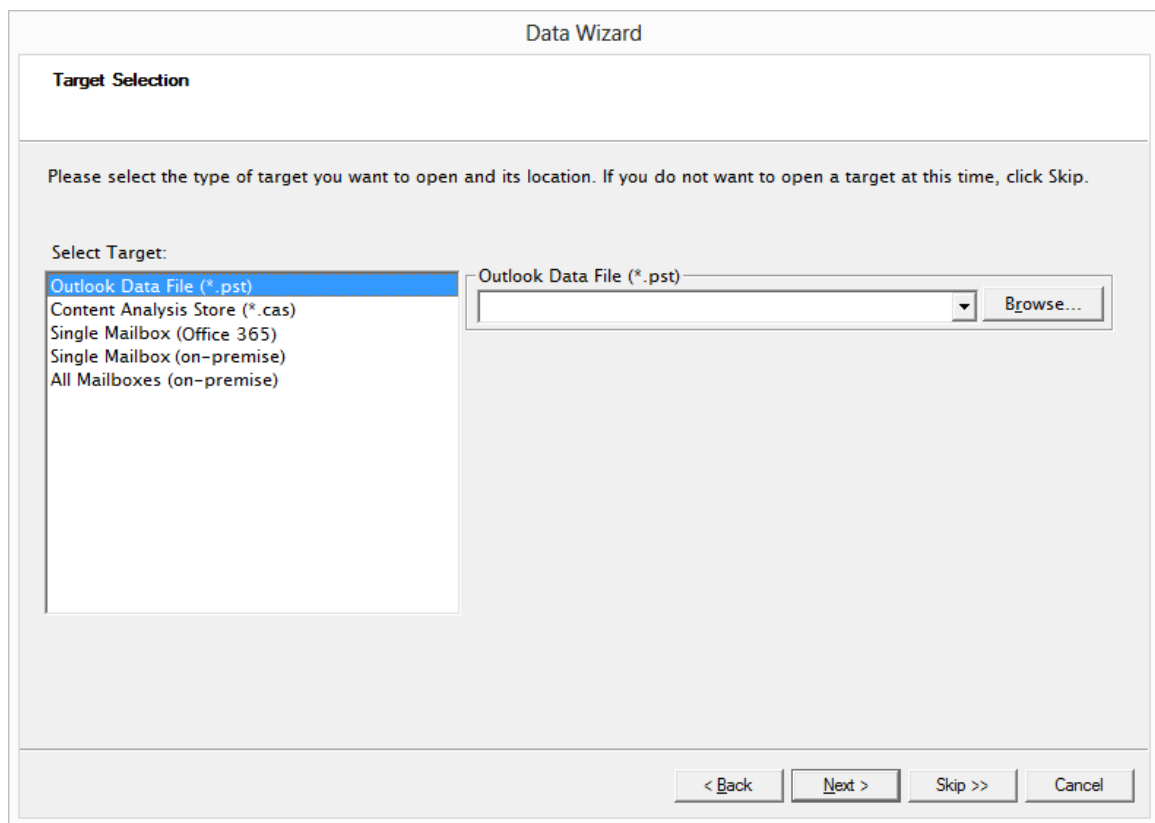 Data Wizard
Target Selection
Please select the type of target you want to open and its location. If you do not want to open a target at this time, click Skip.
Select Target:
Outlook Data File (*.pst)
Content Analysis Store (*.cas)
Single Mailbox (Office 365)
Single Mailbox (on-premise)
All Mailboxes (on-premise)
Outlook Data File (*.pst)
Browse...
< Back
Next >
Skip >>
Cancel